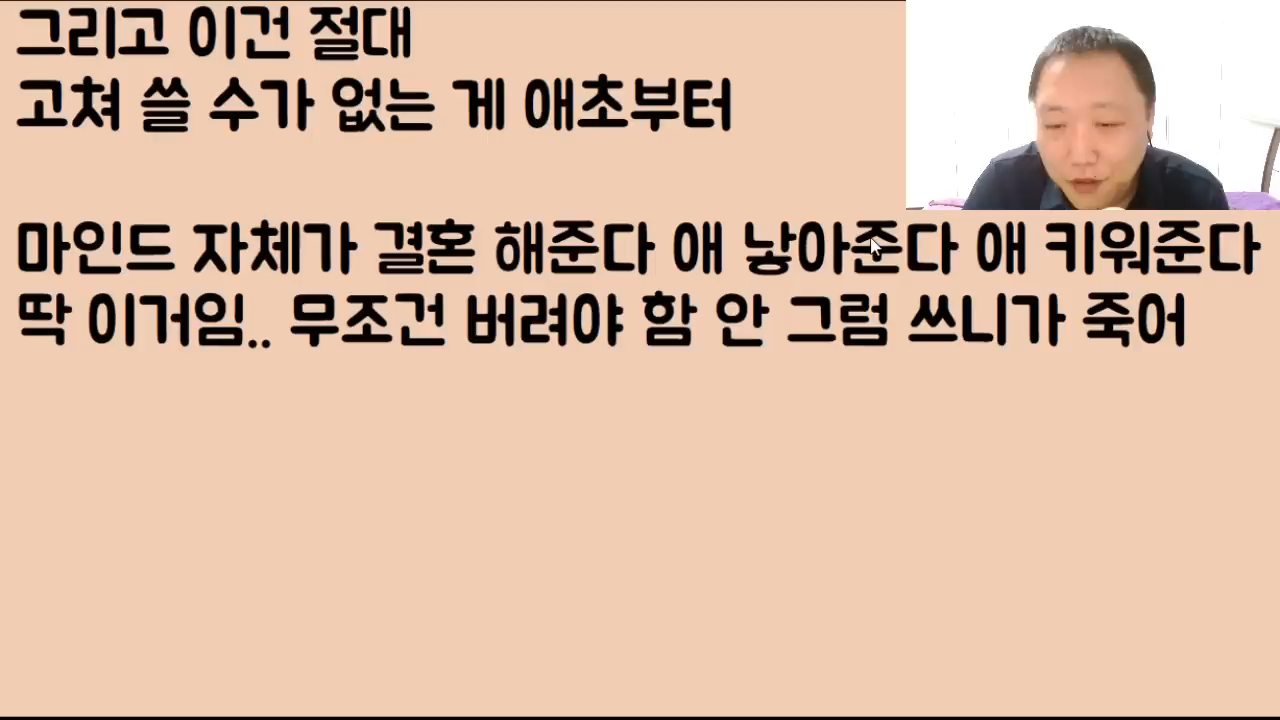 그리고 이건 절대
고쳐 쓸 수가 없는 게 애초부터
마인드 자체가 결혼 해준다 애 낳아준다 애 키워준다
딱 이거임.. 무조건 버려야 함 안 그럼 쓰니가 죽어